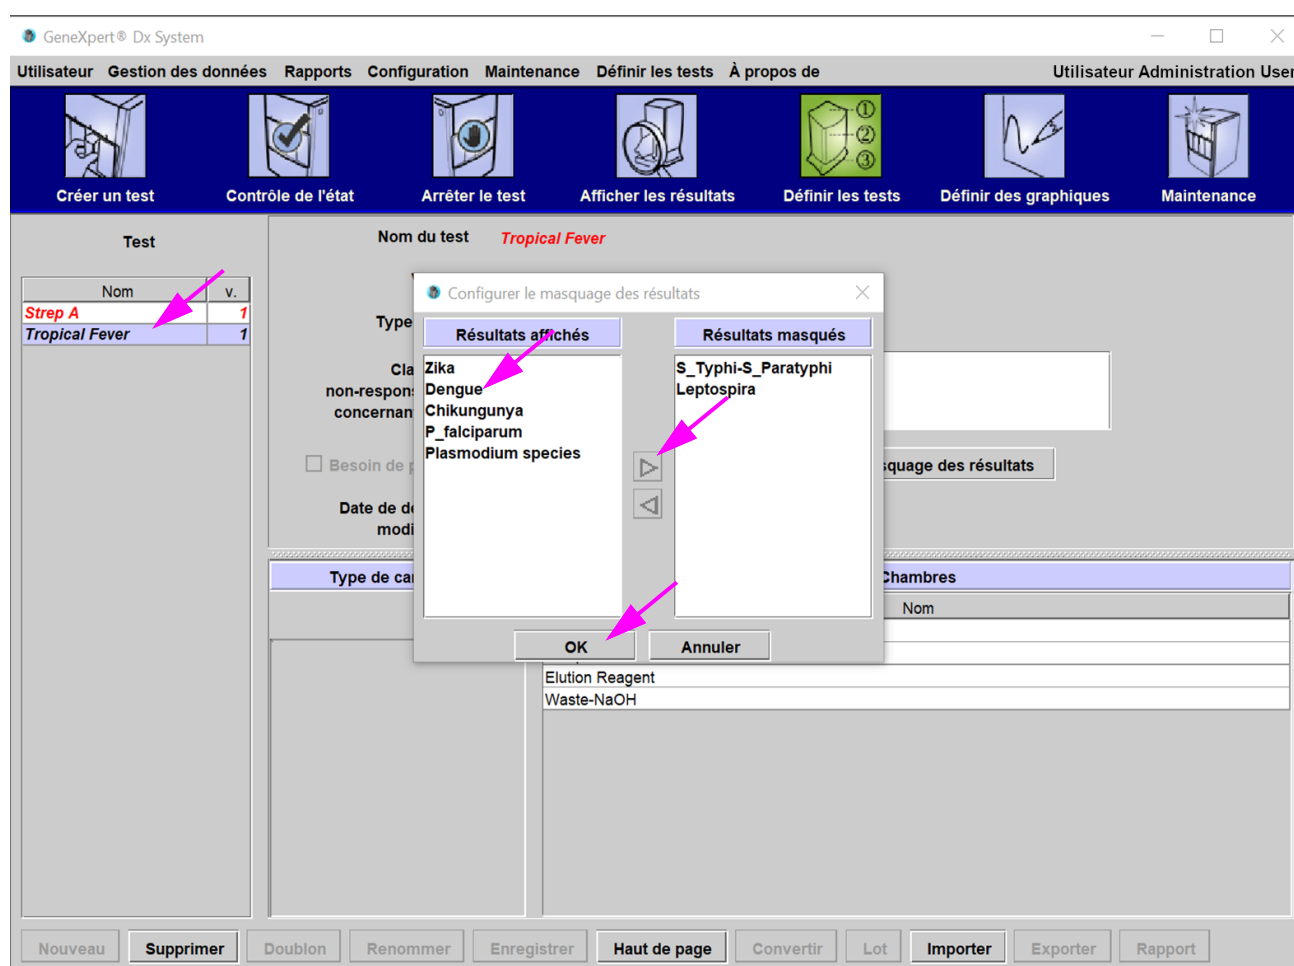 GeneXpert® Dx System
Utilisateur Gestion des données Rapports Configuration Maintenance Définir les tests À propos de Utilisateur Administration User
Créer un test Contrôle de l'état Arrêter le test Afficher les résultats Définir les tests Définir des graphiques Maintenance
Test
Nom v.
Strep A 1
Tropical Fever 1
Nom du test Tropical Fever
Type
Cla
non-respons
concernan
Besoin de p
Date de de
modi
Configurer le masquage des résultats
Résultats affichés Résultats masqués
Zika
Dengue
Chikungunya
P_falciparum
Plasmodium species
S_Typhi-S_Paratyphi
Leptospira
OK Annuler
squage des résultats
Type de car Chambres
Nom
Elution Reagent
Waste-NaOH
Nouveau Supprimer Doublon Renommer Enregistrer Haut de page Convertir Lot Importer Exporter Rapport